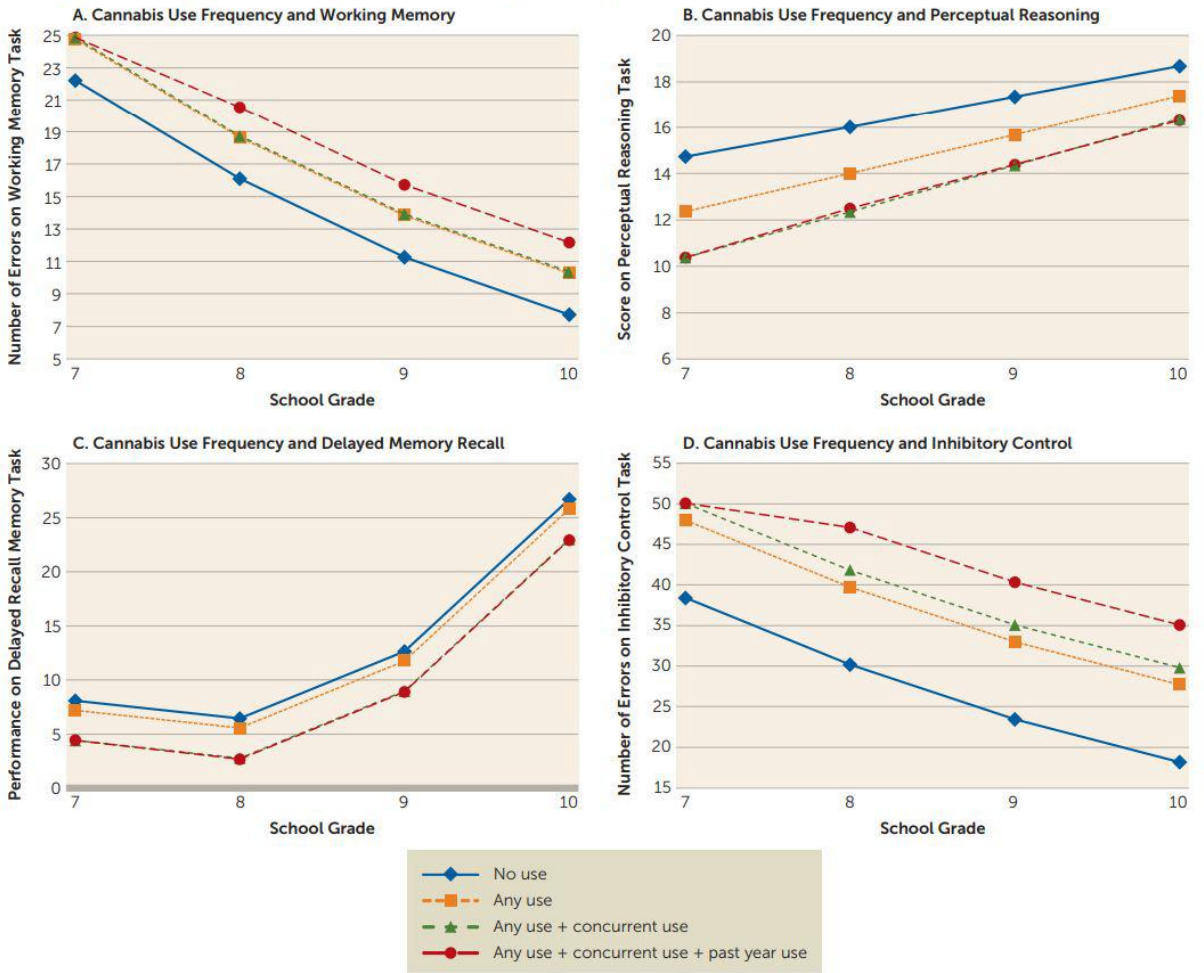 A. Cannabis Use Frequency and Working Memory
Number of Errors on Working Memory Task
25
23
21
19
17
15
13
11
9
7
5
7 8 9 10
School Grade
B. Cannabis Use Frequency and Perceptual Reasoning
Score on Perceptual Reasoning Task
20
18
16
14
12
10
8
6
7 8 9 10
School Grade
C. Cannabis Use Frequency and Delayed Memory Recall
Performance on Delayed Recall Memory Task
30
25
20
15
10
5
0
7 8 9 10
School Grade
D. Cannabis Use Frequency and Inhibitory Control
Number of Errors on Inhibitory Control Task
55
50
45
40
35
30
25
20
15
7 8 9 10
School Grade
No use
Any use
Any use + concurrent use
Any use + concurrent use + past year use